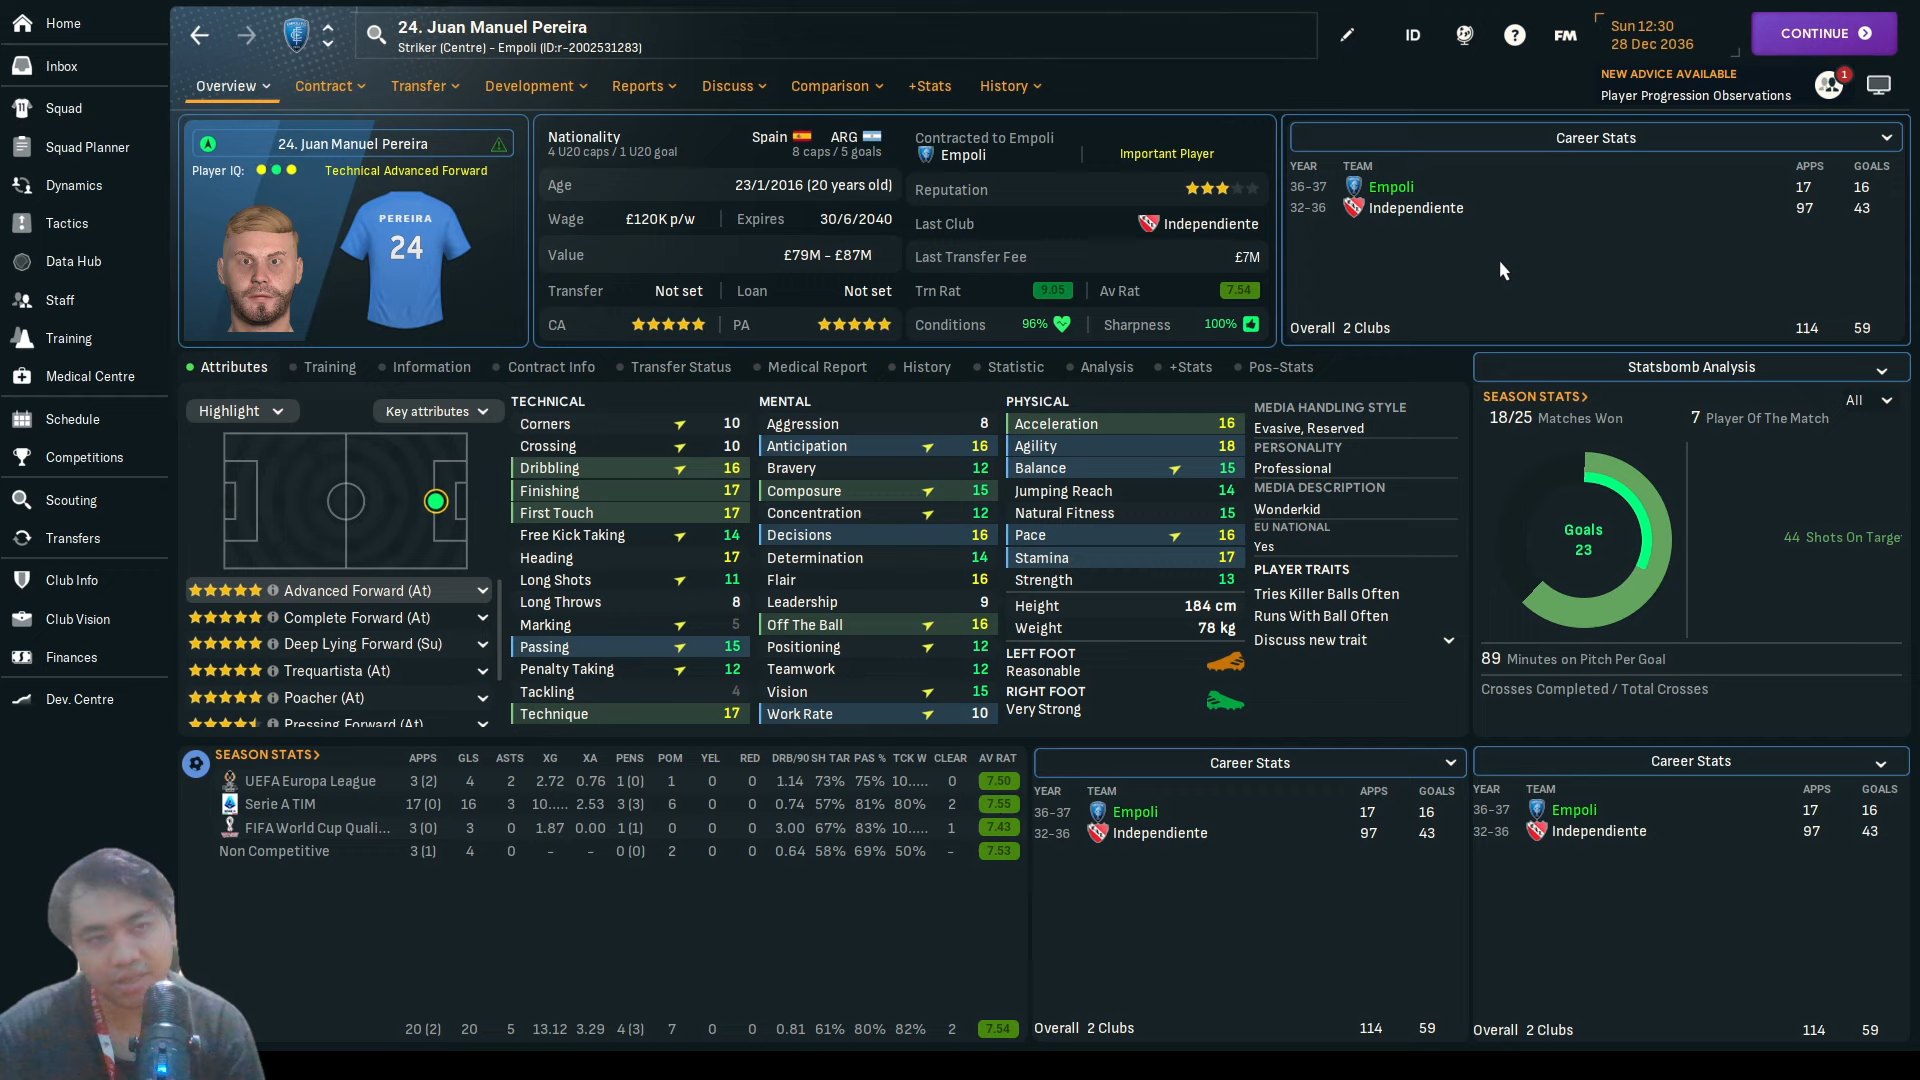 Home
Inbox
Squad
Squad Planner
Dynamics
Tactics
Data Hub
Staff
Training
Medical Centre
Schedule
Competitions
Scouting
Transfers
Club Info
Club Vision
Finances
Dev. Centre
24. Juan Manuel Pereira
Striker (Centre) - Empoli (ID:r-2002531283)
ID
FM
Sun 12:30
28 Dec 2036
CONTINUE
Overview Contract Transfer Development Reports Discuss Comparison +Stats History
NEW ADVICE AVAILABLE
Player Progression Observations
1
24. Juan Manuel Pereira
Player IQ: Technical Advanced Forward
PEREIRA
24
Nationality Spain ARG
4 U20 caps / 1 U20 goal 8 caps / 5 goals
Age 23/1/2016 (20 years old)
Wage £120K p/w Expires 30/6/2040
Value £79M - £87M
Transfer Not set Loan Not set
CA PA
Contracted to Empoli
Empoli Important Player
Reputation
Last Club Independiente
Last Transfer Fee £7M
Trn Rat 9.05 Av Rat 7.54
Conditions 96% Sharpness 100%
Career Stats
YEAR TEAM APPS GOALS
36-37 Empoli 17 16
32-36 Independiente 97 43
Overall 2 Clubs 114 59
Attributes Training Information Contract Info Transfer Status Medical Report History Statistic Analysis +Stats Pos-Stats
Highlight Key attributes
Advanced Forward (At)
Complete Forward (At)
Deep Lying Forward (Su)
Trequartista (At)
Poacher (At)
Pressing Forward (At)
TECHNICAL
Corners 10
Crossing 10
Dribbling 16
Finishing 17
First Touch 17
Free Kick Taking 14
Heading 17
Long Shots 11
Long Throws 8
Marking 5
Passing 15
Penalty Taking 12
Tackling 4
Technique 17
MENTAL
Aggression 8
Anticipation 16
Bravery 12
Composure 15
Concentration 12
Decisions 16
Determination 14
Flair 16
Leadership 9
Off The Ball 16
Positioning 12
Teamwork 12
Vision 15
Work Rate 10
PHYSICAL
Acceleration 16
Agility 18
Balance 15
Jumping Reach 14
Natural Fitness 15
Pace 16
Stamina 17
Strength 13
Height 184 cm
Weight 78 kg
LEFT FOOT
Reasonable
RIGHT FOOT
Very Strong
MEDIA HANDLING STYLE
Evasive, Reserved
PERSONALITY
Professional
MEDIA DESCRIPTION
Wonderkid
EU NATIONAL
Yes
PLAYER TRAITS
Tries Killer Balls Often
Runs With Ball Often
Discuss new trait
Statsbomb Analysis
SEASON STATS>
All
18/25 Matches Won 7 Player Of The Match
Goals
23
44 Shots On Targe
89 Minutes on Pitch Per Goal
Crosses Completed / Total Crosses
SEASON STATS> APPS GLS ASTS XG XA PENS POM YEL RED DRB/90 SH TAR PAS % TCK W CLEAR AV RAT
UEFA Europa League 3 (2) 4 2 2.72 0.76 1 (0) 1 0 0 1.14 73% 75% 10..... 0 7.50
Serie A TIM 17 (0) 16 3 10..... 2.53 3 (3) 6 0 0 0.74 57% 81% 80% 2 7.55
FIFA World Cup Quali... 3 (0) 3 0 1.87 0.00 1 (1) 0 0 0 3.00 67% 83% 10..... 1 7.43
Non Competitive 3 (1) 4 0 - - 0 (0) 2 0 0 0.64 58% 69% 50% - 7.53
20 (2) 20 5 13.12 3.29 4 (3) 7 0 0 0.81 61% 80% 82% 2 7.54
Career Stats
YEAR TEAM APPS GOALS
36-37 Empoli 17 16
32-36 Independiente 97 43
Overall 2 Clubs 114 59
Career Stats
YEAR TEAM APPS GOALS
36-37 Empoli 17 16
32-36 Independiente 97 43
Overall 2 Clubs 114 59